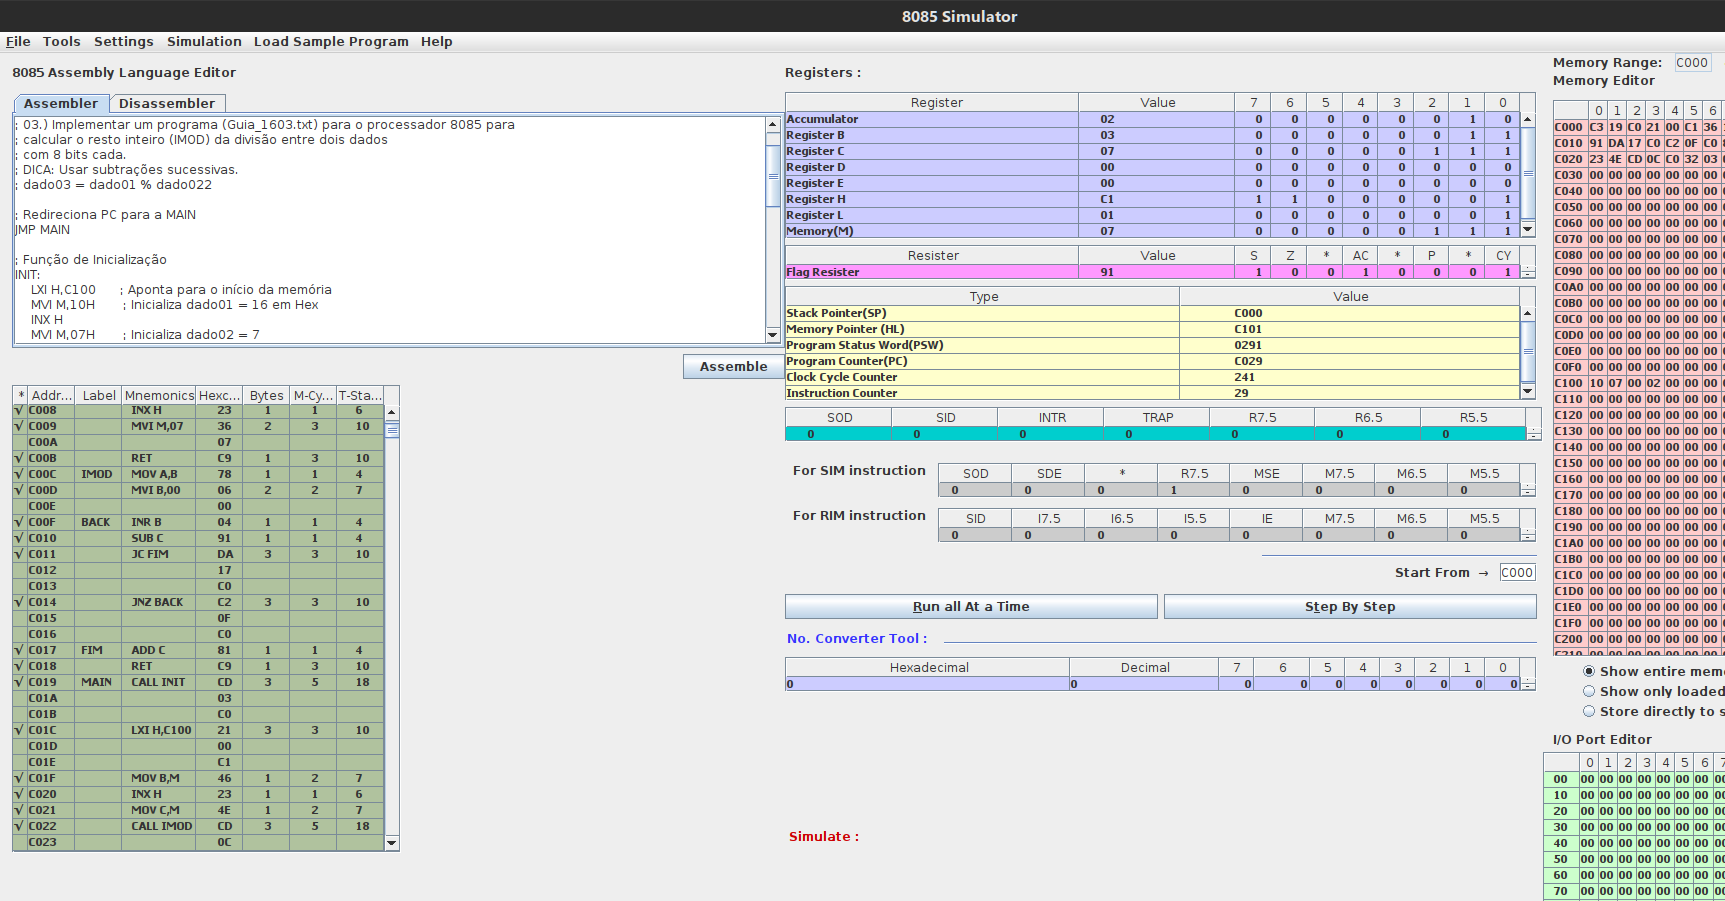 8085 Simulator
File Tools Settings Simulation Load Sample Program Help
8085 Assembly Language Editor
Assembler Disassembler
; 03.) Implementar um programa (Guia_1603.txt) para o processador 8085 para
; calcular o resto inteiro (IMOD) da divisão entre dois dados
; com 8 bits cada.
; DICA: Usar subtrações sucessivas.
; dado03 = dado01 % dado022
; Redireciona PC para a MAIN
JMP MAIN
; Função de Inicialização
INIT:
LXI H,C100 ; Aponta para o início da memória
MVI M,10H ; Inicializa dado01 = 16 em Hex
INX H
MVI M,07H ; Inicializa dado02 = 7
Assemble
* Addr... Label Mnemonics Hexc... Bytes M-Cy... T-Sta...
√ C008 INX H 23 1 1 6
√ C009 MVI M,07 36 2 3 10
C00A 07
√ C00B RET C9 1 3 10
√ C00C IMOD MOV A,B 78 1 1 4
√ C00D MVI B,00 06 2 2 7
C00E 00
√ C00F BACK INR B 04 1 1 4
√ C010 SUB C 91 1 1 4
√ C011 JC FIM DA 3 3 10
C012 17
C013 C0
√ C014 JNZ BACK C2 3 3 10
C015 0F
C016 C0
√ C017 FIM ADD C 81 1 1 4
√ C018 RET C9 1 3 10
√ C019 MAIN CALL INIT CD 3 5 18
C01A 03
C01B C0
√ C01C LXI H,C100 21 3 3 10
C01D 00
C01E C1
√ C01F MOV B,M 46 1 2 7
√ C020 INX H 23 1 1 6
√ C021 MOV C,M 4E 1 2 7
√ C022 CALL IMOD CD 3 5 18
C023 0C
Registers :
Register Value 7 6 5 4 3 2 1 0
Accumulator 02 0 0 0 0 0 0 1 0
Register B 03 0 0 0 0 0 0 1 1
Register C 07 0 0 0 0 0 1 1 1
Register D 00 0 0 0 0 0 0 0 0
Register E 00 0 0 0 0 0 0 0 0
Register H C1 1 1 0 0 0 0 0 1
Register L 01 0 0 0 0 0 0 0 1
Memory(M) 07 0 0 0 0 0 1 1 1
Resister Value S Z * AC * P * CY
Flag Resister 91 1 0 0 1 0 0 0 1
Type Value
Stack Pointer(SP) C000
Memory Pointer (HL) C101
Program Status Word(PSW) 0291
Program Counter(PC) C029
Clock Cycle Counter 241
Instruction Counter 29
SOD SID INTR TRAP R7.5 R6.5 R5.5
0 0 0 0 0 0 0
For SIM instruction
SOD SDE * R7.5 MSE M7.5 M6.5 M5.5
0 0 0 1 0 0 0 0
For RIM instruction
SID I7.5 I6.5 I5.5 IE M7.5 M6.5 M5.5
0 0 0 0 0 0 0 0
Start From → C000
Run all At a Time Step By Step
No. Converter Tool :
Hexadecimal Decimal 7 6 5 4 3 2 1 0
0 0 0 0 0 0 0 0 0 0
Simulate :
Memory Range: C000
Memory Editor
0 1 2 3 4 5 6
C000 C3 19 C0 21 00 C1 36
C010 91 DA 17 C0 C2 0F C0
C020 23 4E CD 0C C0 32 03
C030 00 00 00 00 00 00 00
C040 00 00 00 00 00 00 00
C050 00 00 00 00 00 00 00
C060 00 00 00 00 00 00 00
C070 00 00 00 00 00 00 00
C080 00 00 00 00 00 00 00
C090 00 00 00 00 00 00 00
C0A0 00 00 00 00 00 00 00
C0B0 00 00 00 00 00 00 00
C0C0 00 00 00 00 00 00 00
C0D0 00 00 00 00 00 00 00
C0E0 00 00 00 00 00 00 00
C0F0 00 00 00 00 00 00 00
C100 10 07 00 02 00 00 00
C110 00 00 00 00 00 00 00
C120 00 00 00 00 00 00 00
C130 00 00 00 00 00 00 00
C140 00 00 00 00 00 00 00
C150 00 00 00 00 00 00 00
C160 00 00 00 00 00 00 00
C170 00 00 00 00 00 00 00
C180 00 00 00 00 00 00 00
C190 00 00 00 00 00 00 00
C1A0 00 00 00 00 00 00 00
C1B0 00 00 00 00 00 00 00
C1C0 00 00 00 00 00 00 00
C1D0 00 00 00 00 00 00 00
C1E0 00 00 00 00 00 00 00
C1F0 00 00 00 00 00 00 00
C200 00 00 00 00 00 00 00
C210 00 00 00 00 00 00 00
Show entire mem
Show only loaded
Store directly to s
I/O Port Editor
0 1 2 3 4 5 6 7
00 00 00 00 00 00 00 00
10 00 00 00 00 00 00 00
20 00 00 00 00 00 00 00
30 00 00 00 00 00 00 00
40 00 00 00 00 00 00 00
50 00 00 00 00 00 00 00
60 00 00 00 00 00 00 00
70 00 00 00 00 00 00 00